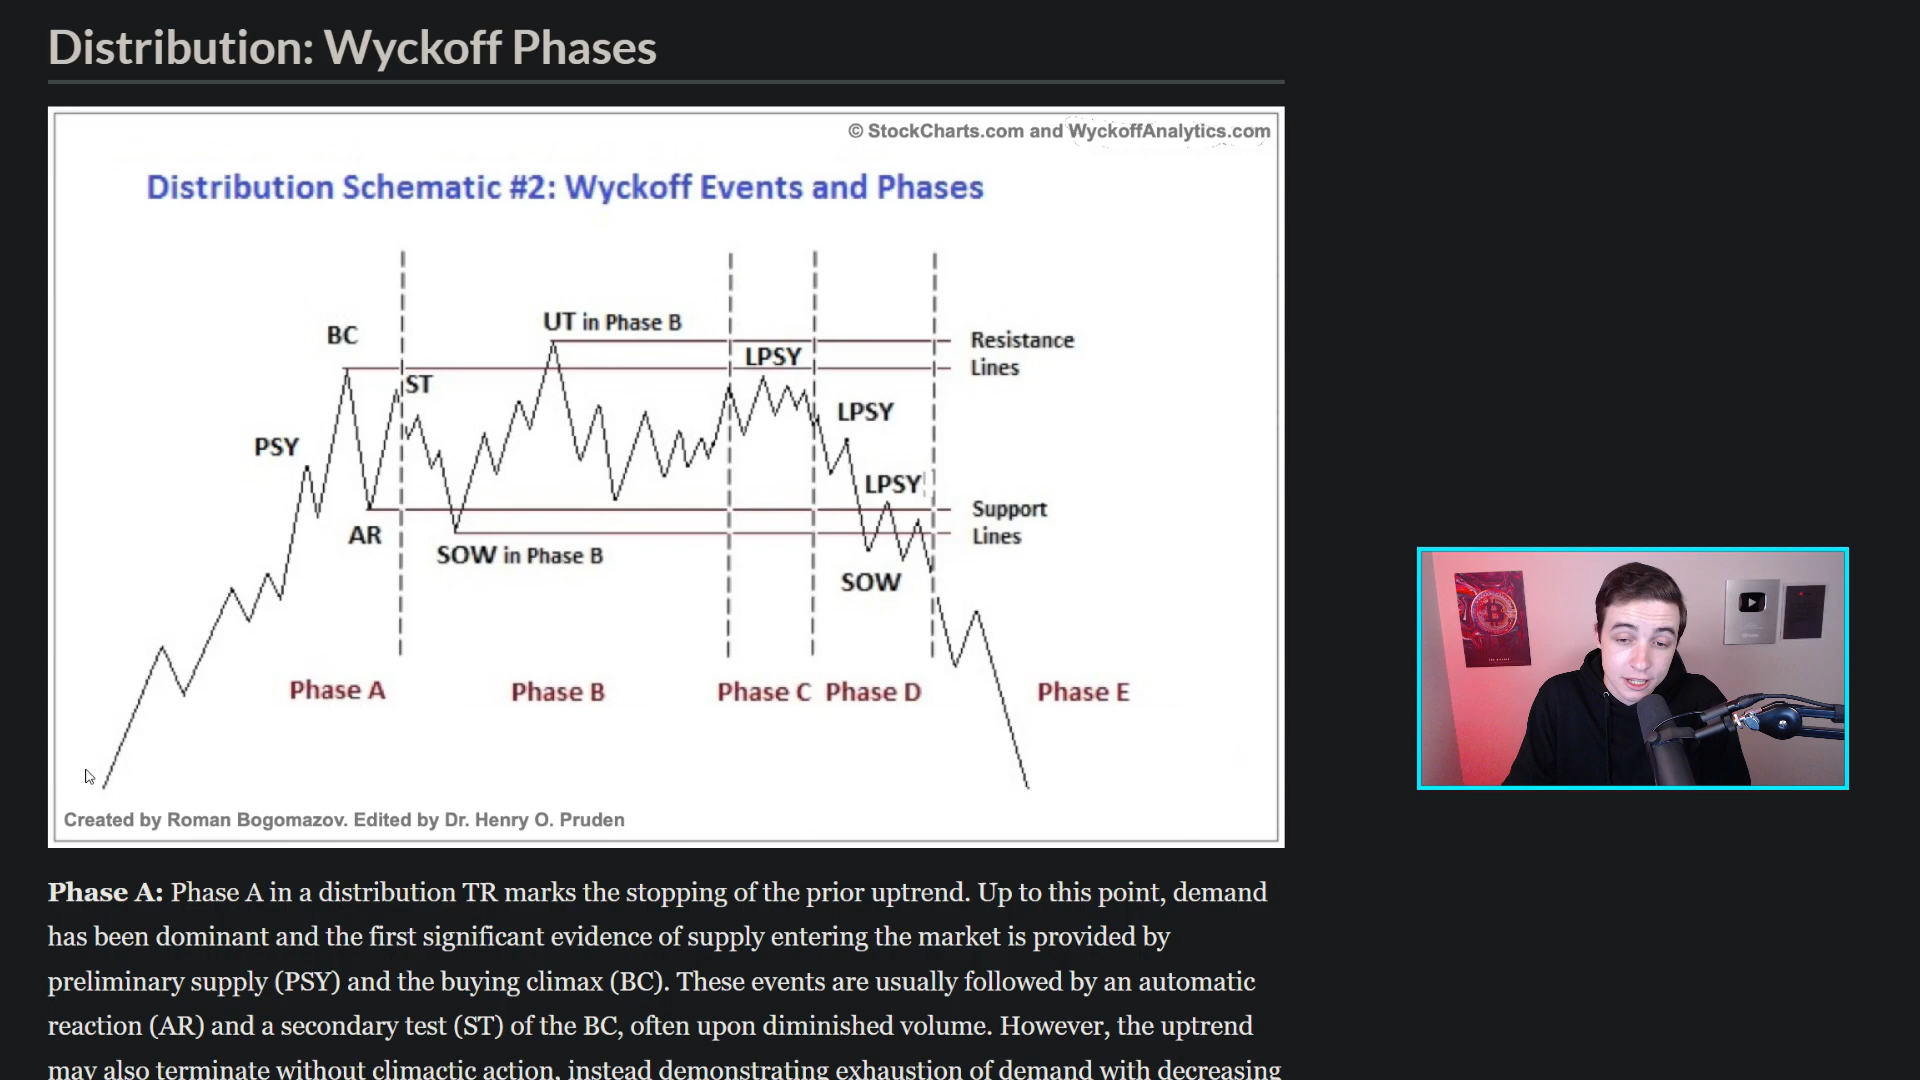 Distribution: Wyckoff Phases
© StockCharts.com and WyckoffAnalytics.com
Distribution Schematic #2: Wyckoff Events and Phases
UT in Phase B
BC
Resistance
Lines
LPSY
ST
LPSY
PSY
LPSY
Support
Lines
AR
SOW in Phase B
SOW
Phase A
Phase B
Phase C
Phase D
Phase E
Created by Roman Bogomazov. Edited by Dr. Henry O. Pruden
Phase A: Phase A in a distribution TR marks the stopping of the prior uptrend. Up to this point, demand
has been dominant and the first significant evidence of supply entering the market is provided by
preliminary supply (PSY) and the buying climax (BC). These events are usually followed by an automatic
reaction (AR) and a secondary test (ST) of the BC, often upon diminished volume. However, the uptrend
may also terminate without climactic action, instead demonstrating exhaustion of demand with decreasing